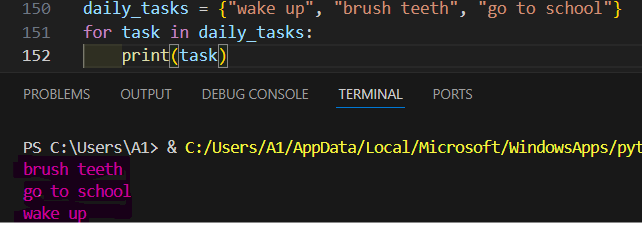 150 daily_tasks = {"wake up", "brush teeth", "go to school"}
151 for task in daily_tasks:
152     print(task)
PROBLEMS OUTPUT DEBUG CONSOLE TERMINAL PORTS
PS C:\Users\A1> & C:/Users/A1/AppData/Local/Microsoft/WindowsApps/pyt
brush teeth
go to school
wake up